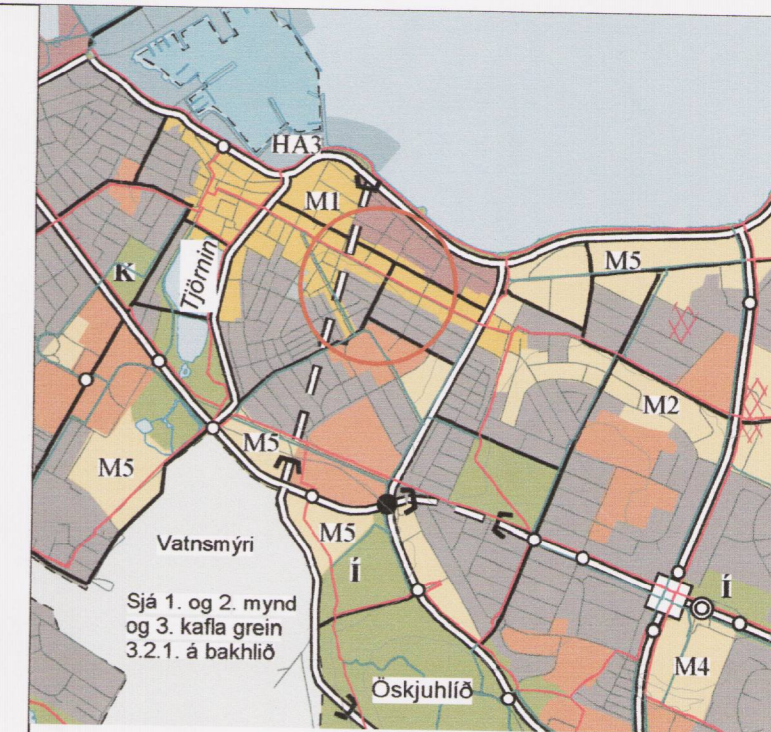 HA3
M1
M5
K
Tjörnin
M2
M5
M5
Vatnsmýri
M5
Í
Í
Sjá 1. og 2. mynd
og 3. kafla grein
3.2.1. á bakhlið
M4
Öskjuhlíð